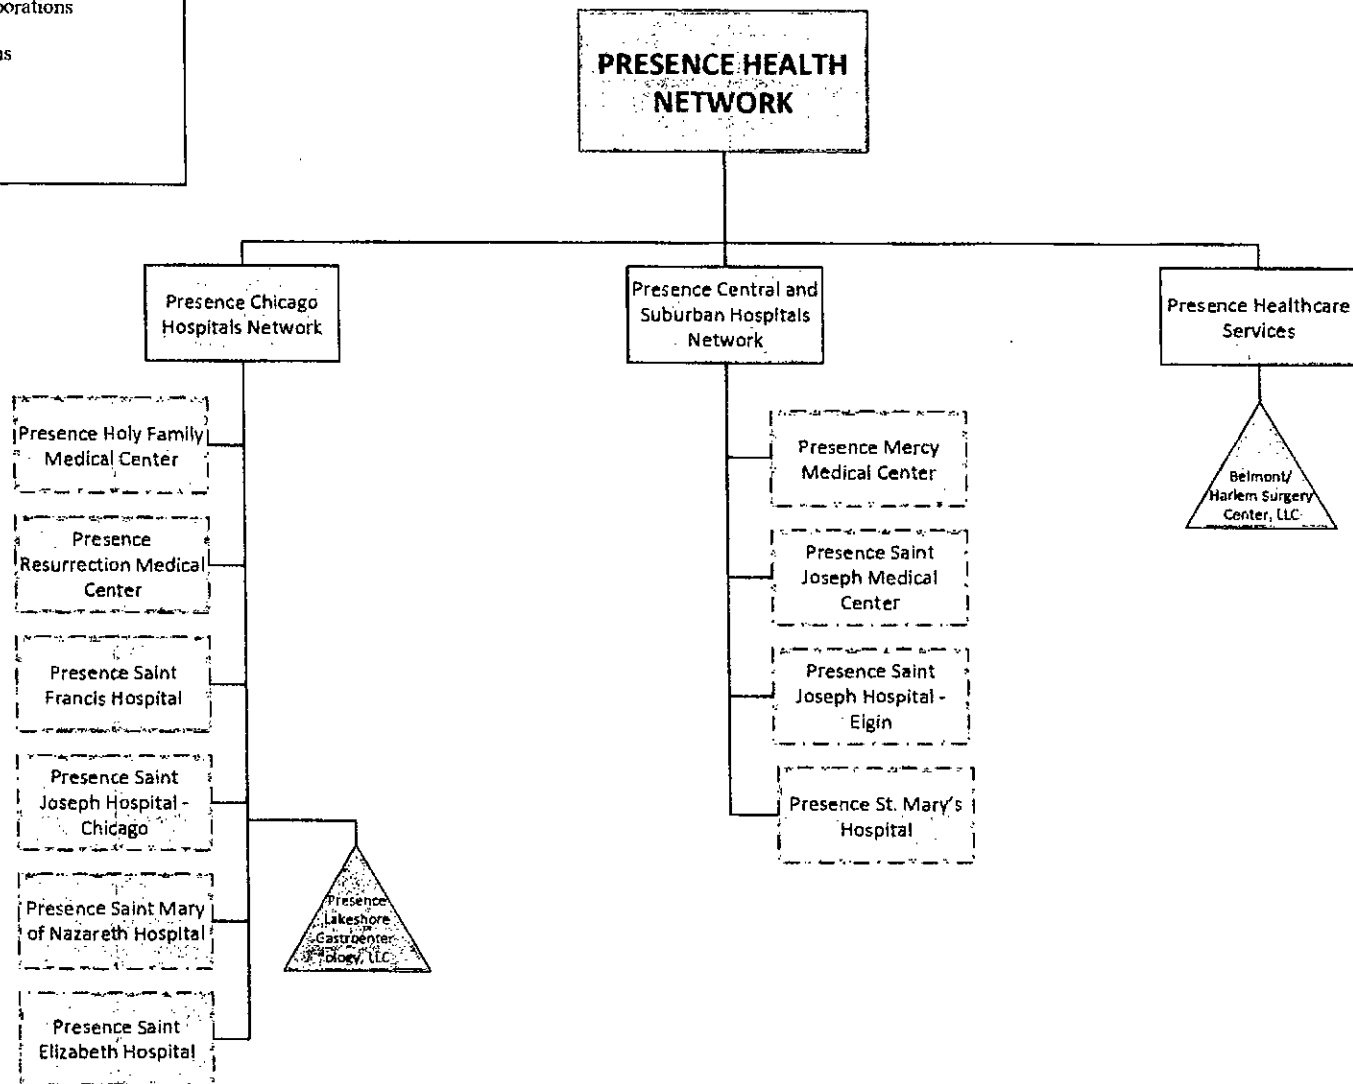 porations
ns
PRESENCE HEALTH
NETWORK
Presence Chicago
Hospitals Network
Presence Central and
Suburban Hospitals
Network
Presence Healthcare
Services
Presence Holy Family
Medical Center
Presence
Resurrection Medical
Center
Presence Saint
Francis Hospital
Presence Saint
Joseph Hospital -
Chicago
Presence Saint Mary
of Nazareth Hospital
Presence Saint
Elizabeth Hospital
Presence
Lakeshore
Gastroenter
ology, LLC
Presence Mercy
Medical Center
Presence Saint
Joseph Medical
Center
Presence Saint
Joseph Hospital -
Elgin
Presence St. Mary's
Hospital
Belmont/
Harlem Surgery
Center, LLC